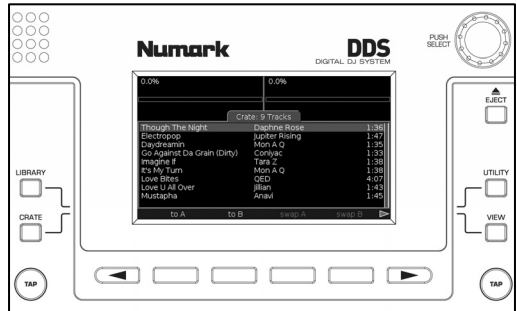 Numark
DDS
DIGITAL DJ SYSTEM
PUSH
SELECT
0.0% 0.0%
Crate: 9 Tracks
Though The Night Daphne Rose 1:36
Electropop Jupiter Rising 1:47
Daydreamin Mon A Q 1:35
Go Against Da Grain (Dirty) Coniyac 1:33
Imagine If Tara Z 1:38
It's My Turn Mon A Q 1:38
Love Bites QED 4:07
Love U All Over jillian 1:43
Mustapha Anavi 1:45
to A to B swap A swap B
EJECT
LIBRARY
CRATE
UTILITY
VIEW
TAP
TAP